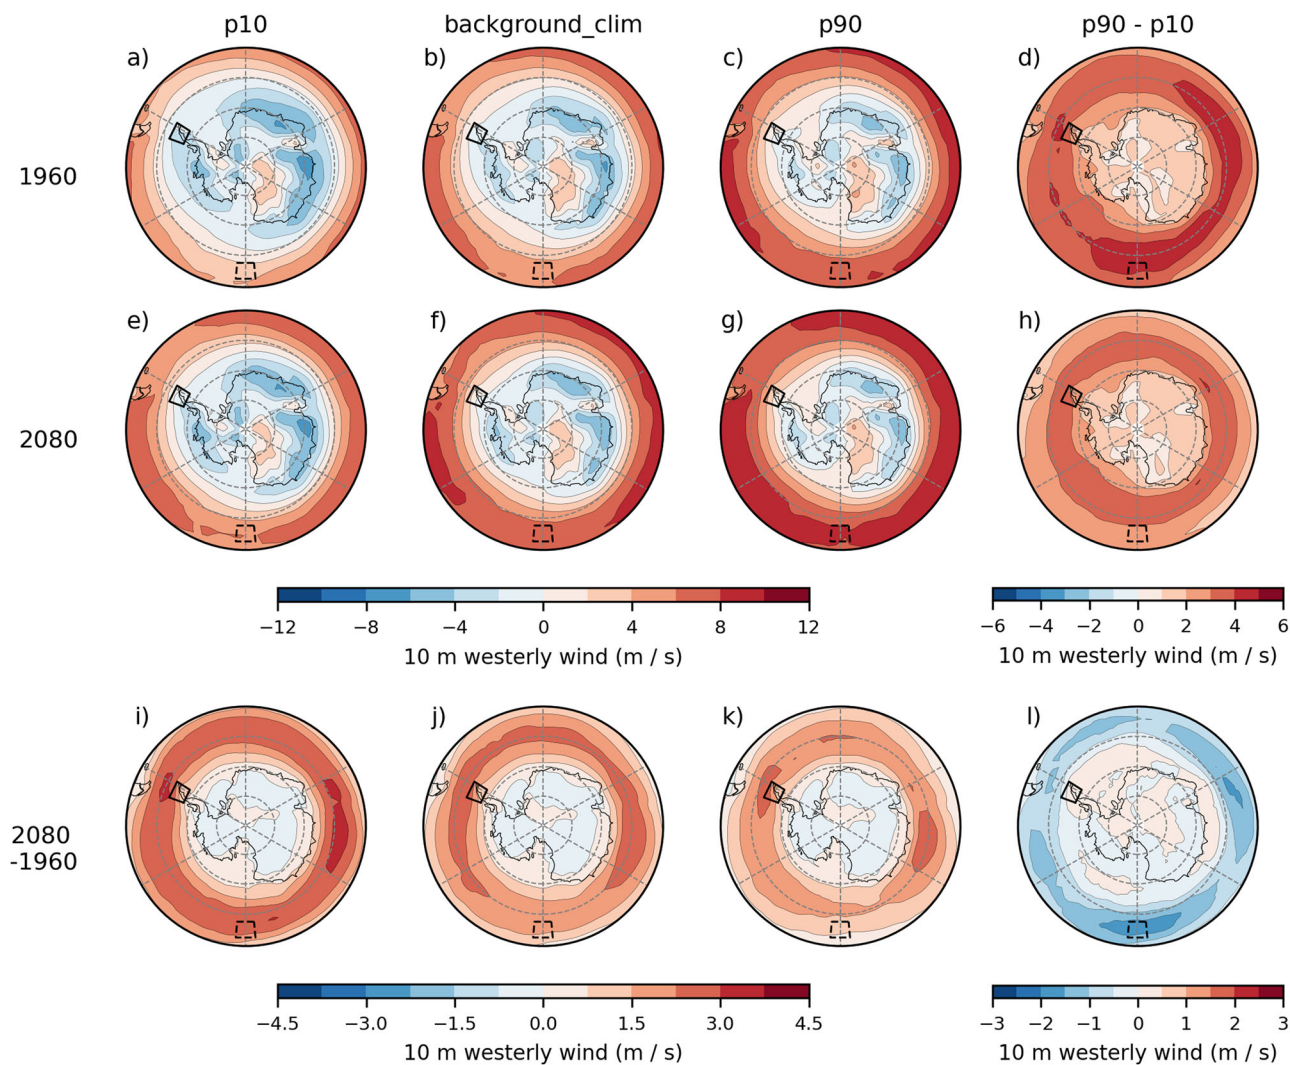 p10 background_clim p90 p90 - p10
a) b) c) d)
1960
e) f) g) h)
2080
−12 −8 −4 0 4 8 12 −6 −4 −2 0 2 4 6
10 m westerly wind (m / s) 10 m westerly wind (m / s)
i) j) k) l)
2080
-1960
−4.5 −3.0 −1.5 0.0 1.5 3.0 4.5 −3 −2 −1 0 1 2 3
10 m westerly wind (m / s) 10 m westerly wind (m / s)